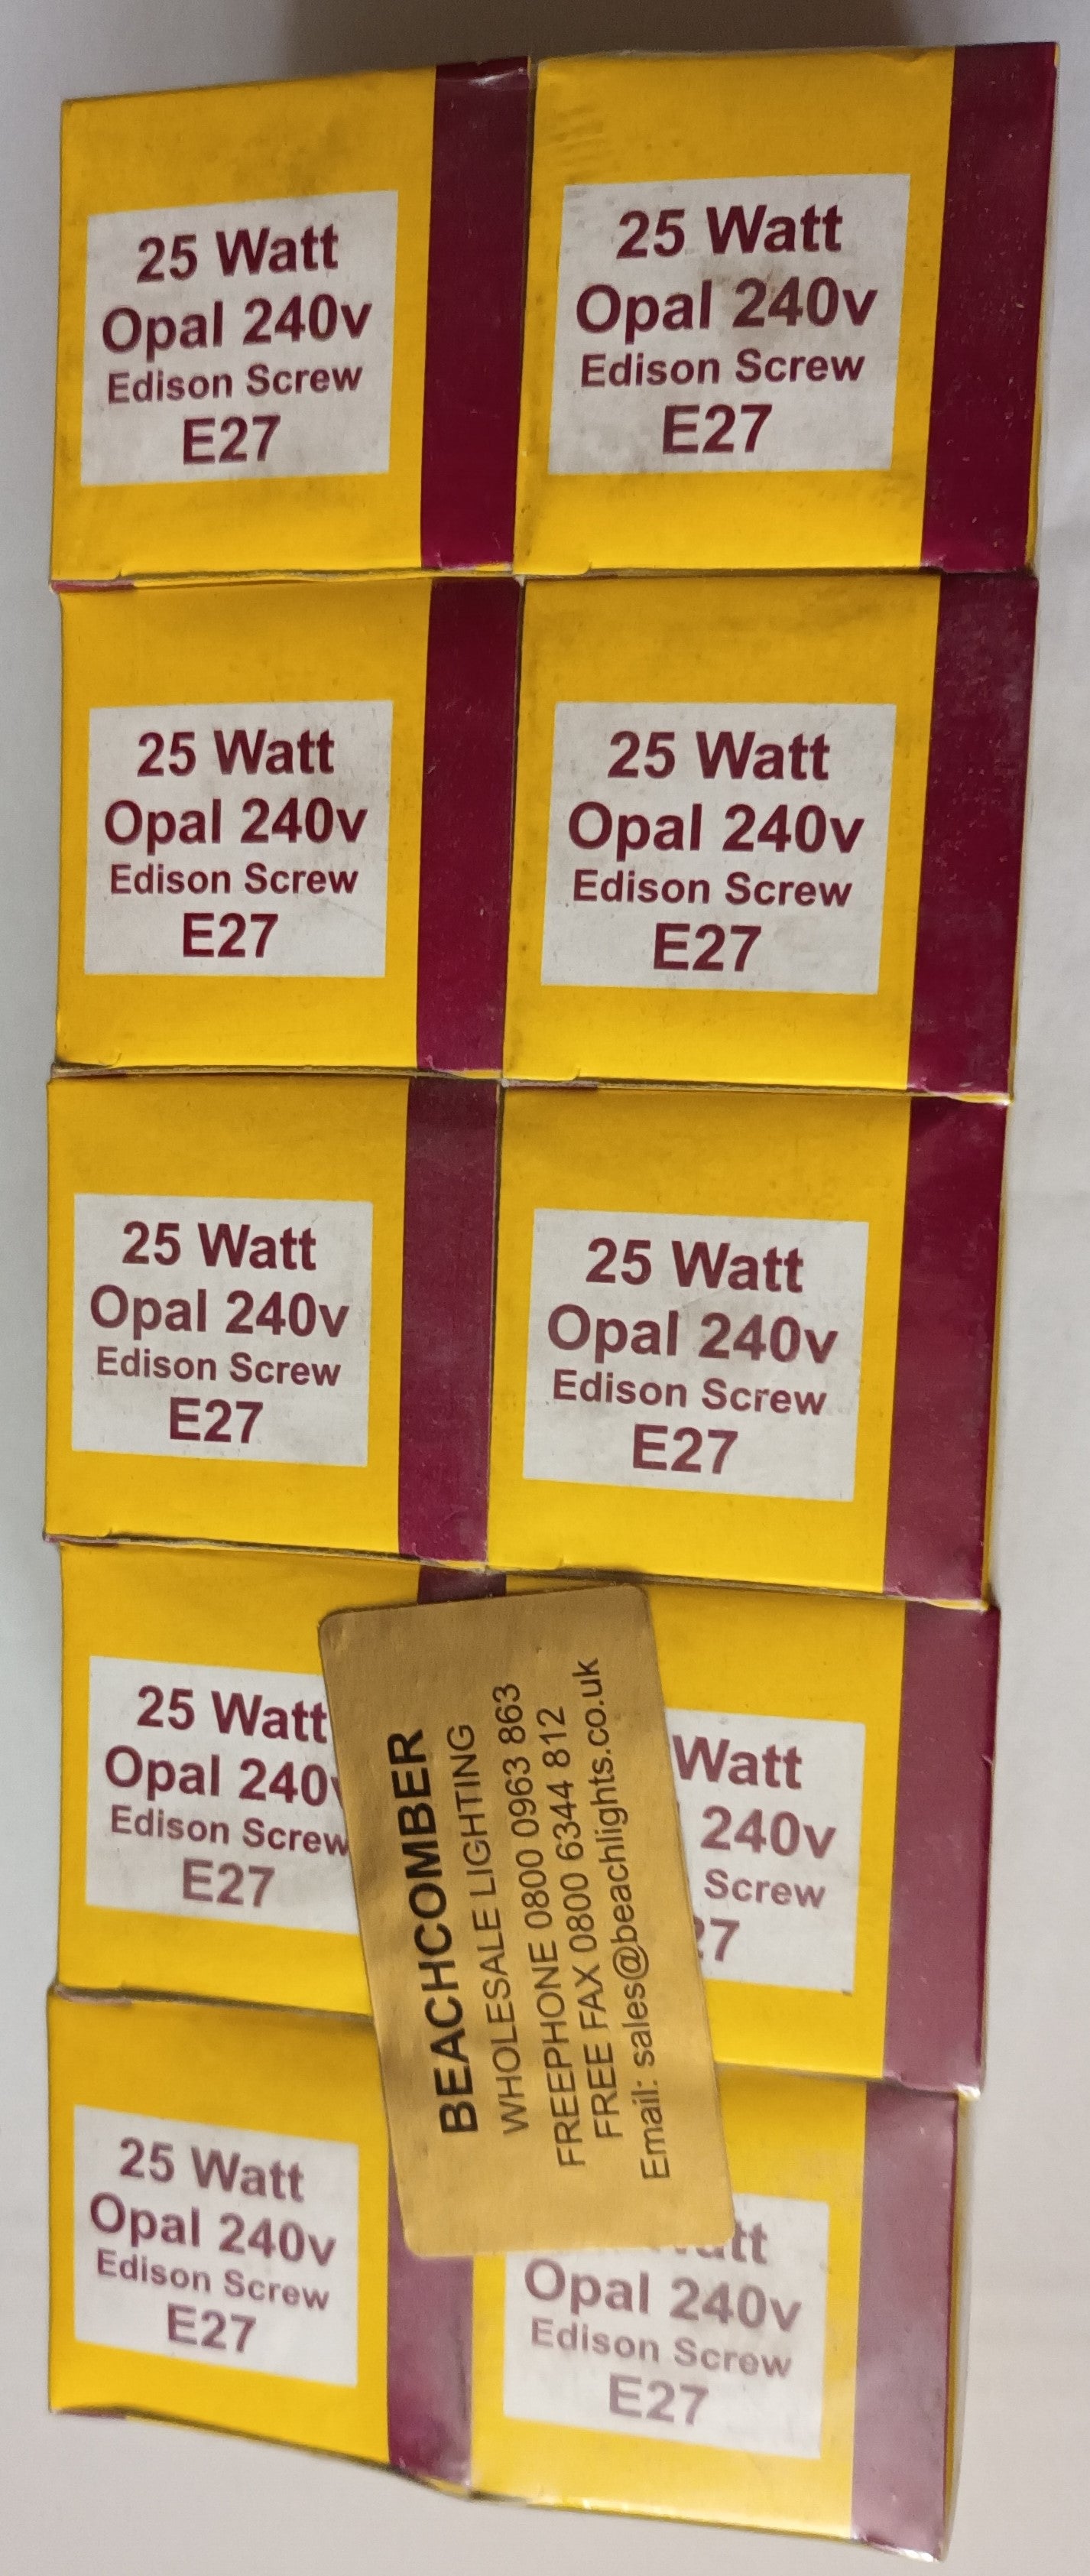 25 Watt
Opal 240v
Edison Screw
E27
25 Watt
Opal 240v
Edison Screw
E27
25 Watt
Opal 240v
Edison Screw
E27
25 Watt
Opal 240v
Edison Screw
E27
25 Watt
Opal 240v
Edison Screw
E27
25 Watt
Opal 240v
Edison Screw
E27
25 Watt
Opal 240v
Edison Screw
E27
BEACHCOMBER
WHOLESALE LIGHTING
FREEPHONE 0800 0963 863
FREE FAX 0800 6344 812
Email: sales@beachlights.co.uk
Watt
240v
Screw
27
25 Watt
Opal 240v
Edison Screw
E27
Opal 240v
Edison Screw
E27